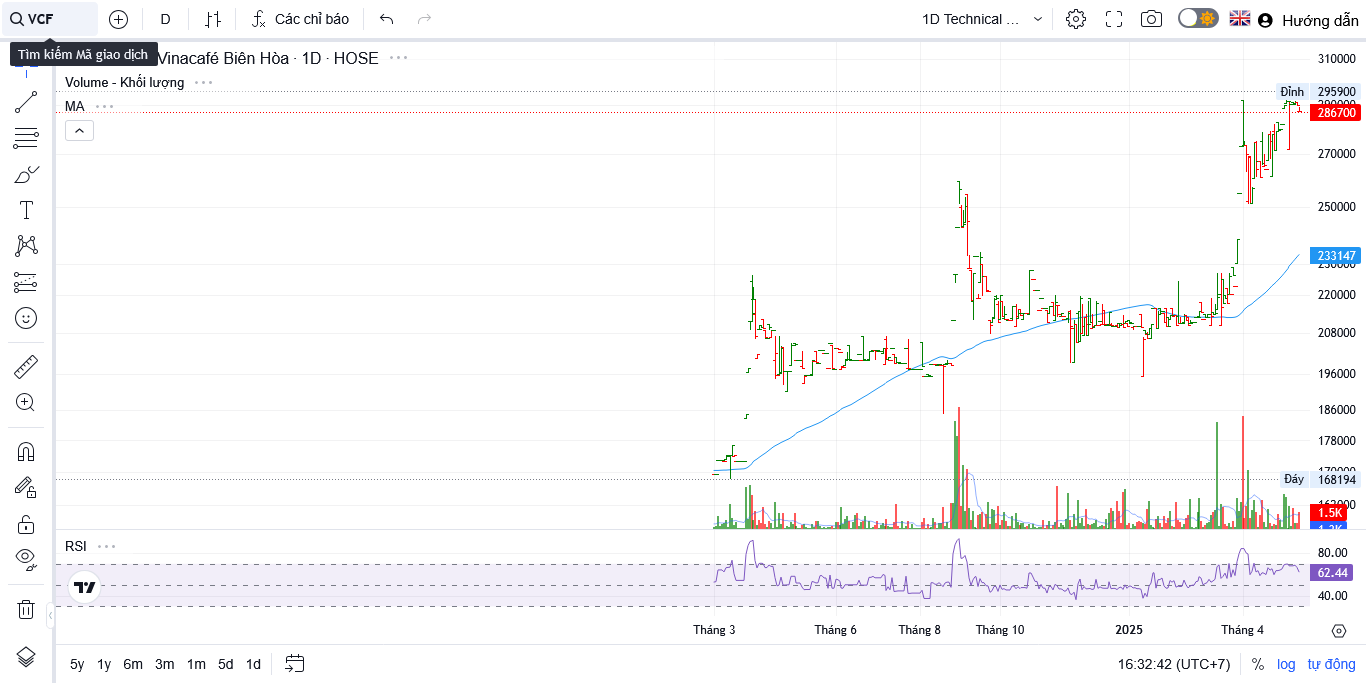 VCF
D
Các chỉ báo
1D Technical ...
Hướng dẫn
Tìm kiếm Mã giao dịch
Vinacafé Biên Hòa · 1D · HOSE
Volume - Khối lượng
MA
310000
Đỉnh 295900
286700
270000
250000
233147
230000
220000
208000
196000
186000
178000
Đáy 168194
1.5K
RSI
80.00
62.44
40.00
Tháng 3
Tháng 6
Tháng 8
Tháng 10
2025
Tháng 4
5y 1y 6m 3m 1m 5d 1d
16:32:42 (UTC+7)
% log tự động